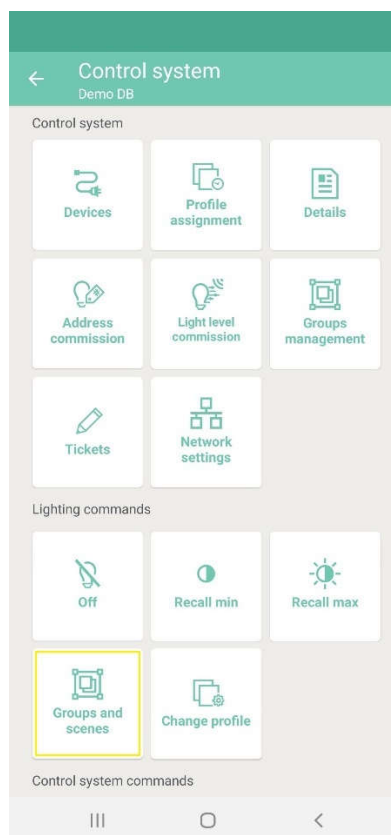 Control system
Demo DB
Control system
Devices
Profile
assignment
Details
Address
commission
Light level
commission
Groups
management
Tickets
Network
settings
Lighting commands
Off
Recall min
Recall max
Groups and
scenes
Change profile
Control system commands